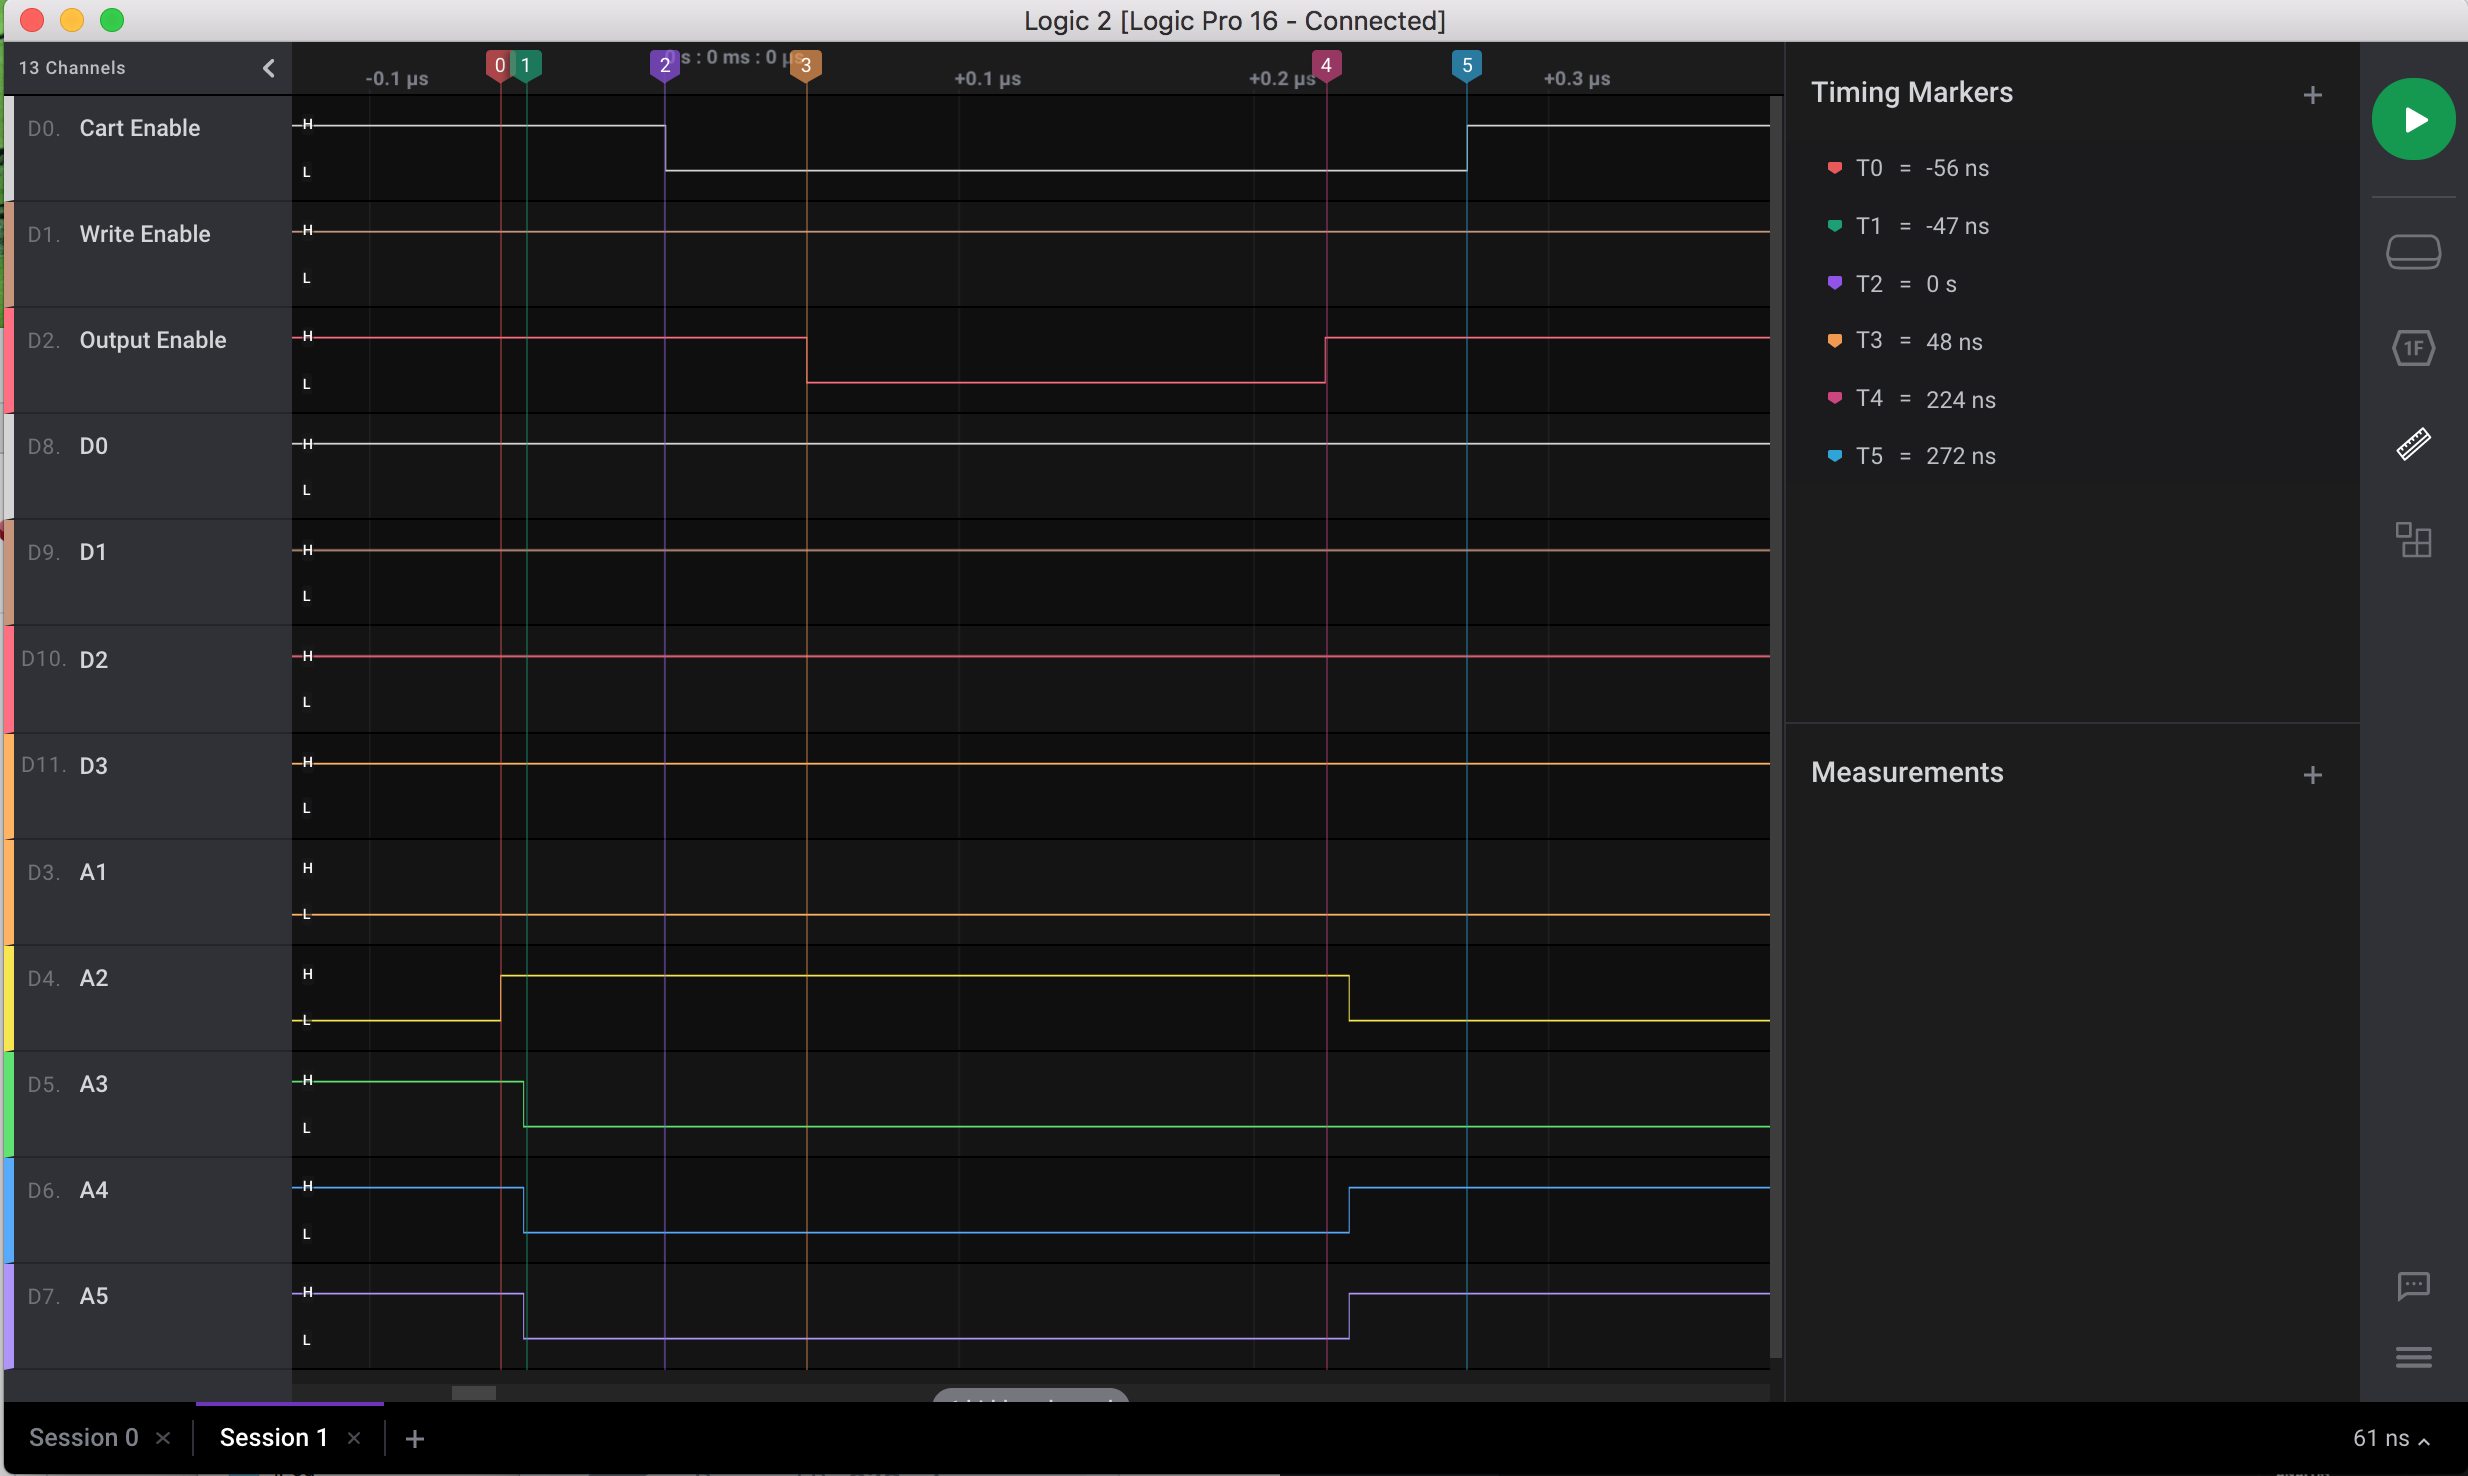 Logic 2 [Logic Pro 16 - Connected]
13 Channels
-0.1 µs
0 1 2 s : 0 ms : 0 µs 3 4 5
+0.1 µs
+0.2 µs
+0.3 µs
D0. Cart Enable
H
L
D1. Write Enable
H
L
D2. Output Enable
H
L
D8. D0
H
L
D9. D1
H
L
D10. D2
H
L
D11. D3
H
L
D3. A1
H
L
D4. A2
H
L
D5. A3
H
L
D6. A4
H
L
D7. A5
H
L
Timing Markers +
T0 = -56 ns
T1 = -47 ns
T2 = 0 s
T3 = 48 ns
T4 = 224 ns
T5 = 272 ns
Measurements +
1F
Session 0 × Session 1 × +
61 ns